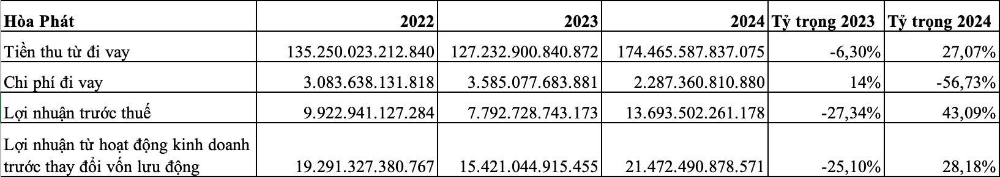 Hòa Phát 2022 2023 2024 Tỷ trọng 2023 Tỷ trọng 2024
Tiền thu từ đi vay 135.250.023.212.840 127.232.900.840.872 174.465.587.837.075 -6,30% 27,07%
Chi phí đi vay 3.083.638.131.818 3.585.077.683.881 2.287.360.810.880 14% -56,73%
Lợi nhuận trước thuế 9.922.941.127.284 7.792.728.743.173 13.693.502.261.178 -27,34% 43,09%
Lợi nhuận từ hoạt động kinh doanh
trước thay đổi vốn lưu động 19.291.327.380.767 15.421.044.915.455 21.472.490.878.571 -25,10% 28,18%